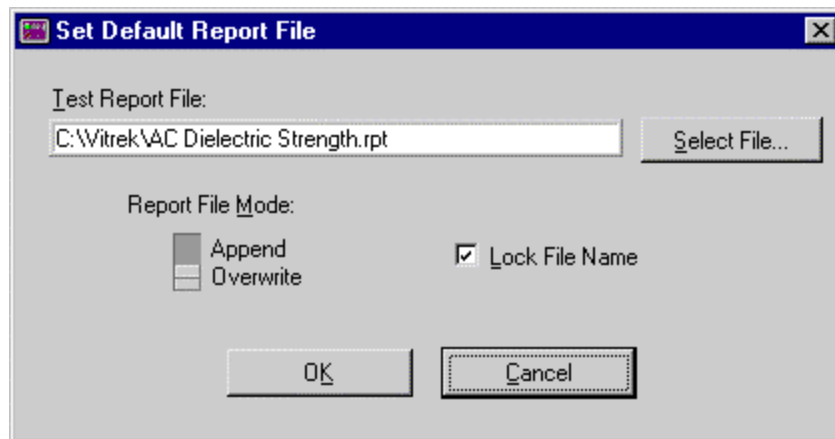 Set Default Report File
Test Report File:
C:\Vitrek\AC Dielectric Strength.rpt
Select File...
Report File Mode:
Append
Overwrite
Lock File Name
OK
Cancel